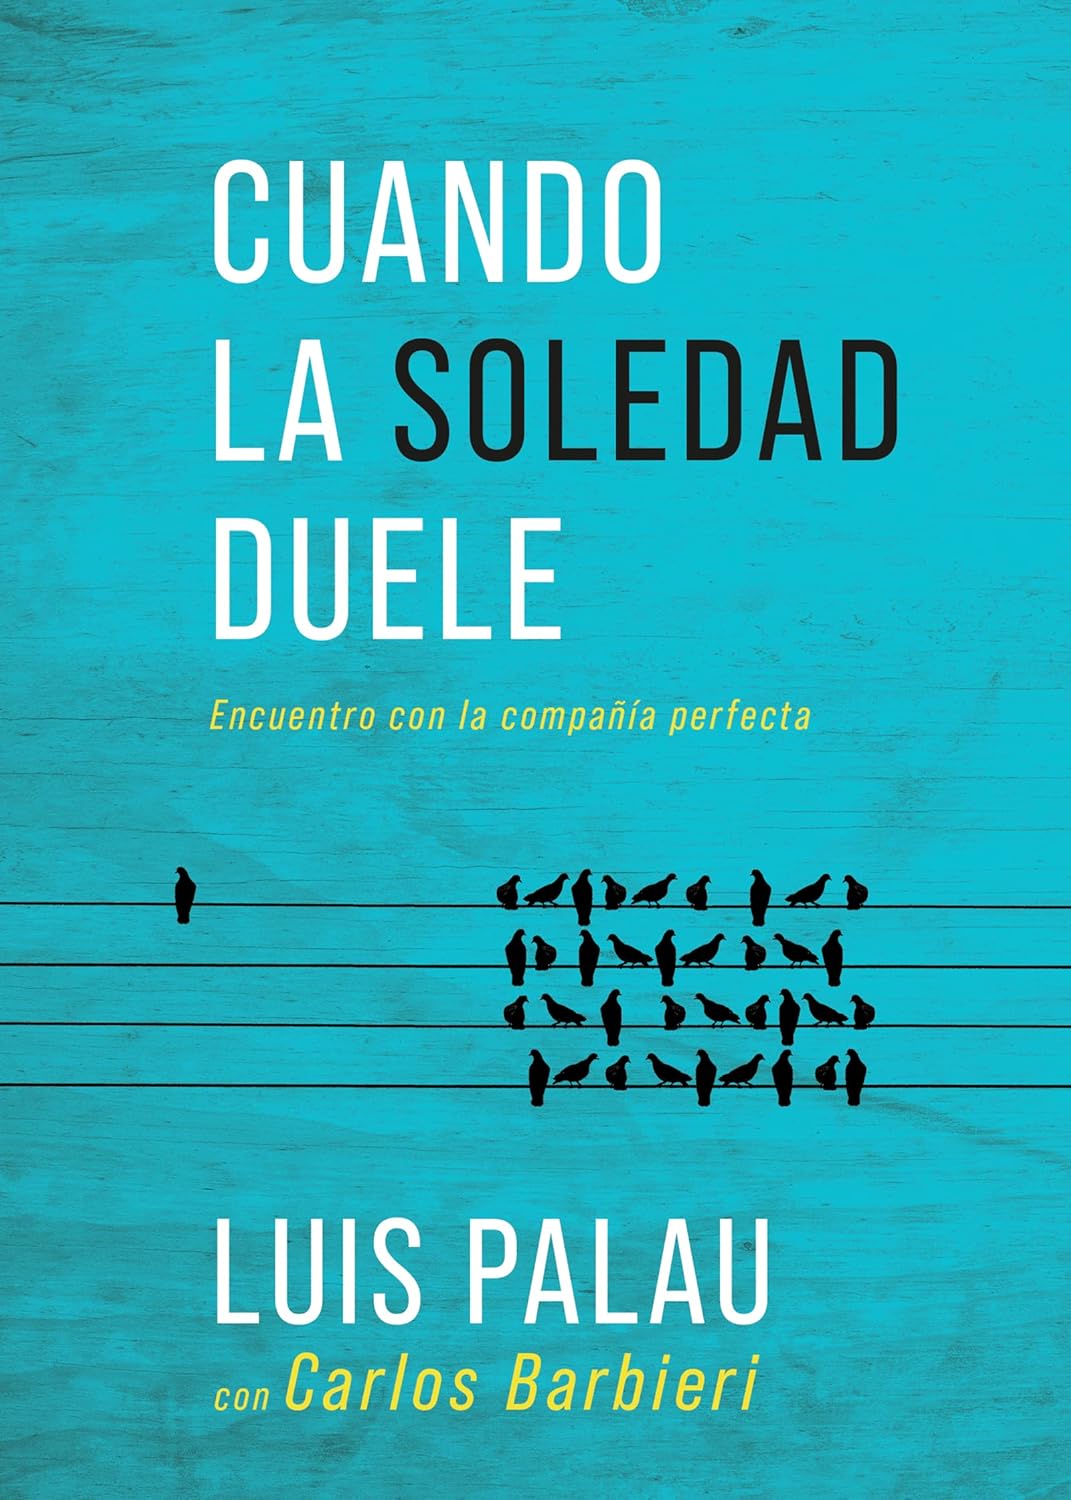 CUANDO
LA SOLEDAD
DUELE
Encuentro con la compañía perfecta
LUIS PALAU
con Carlos Barbieri